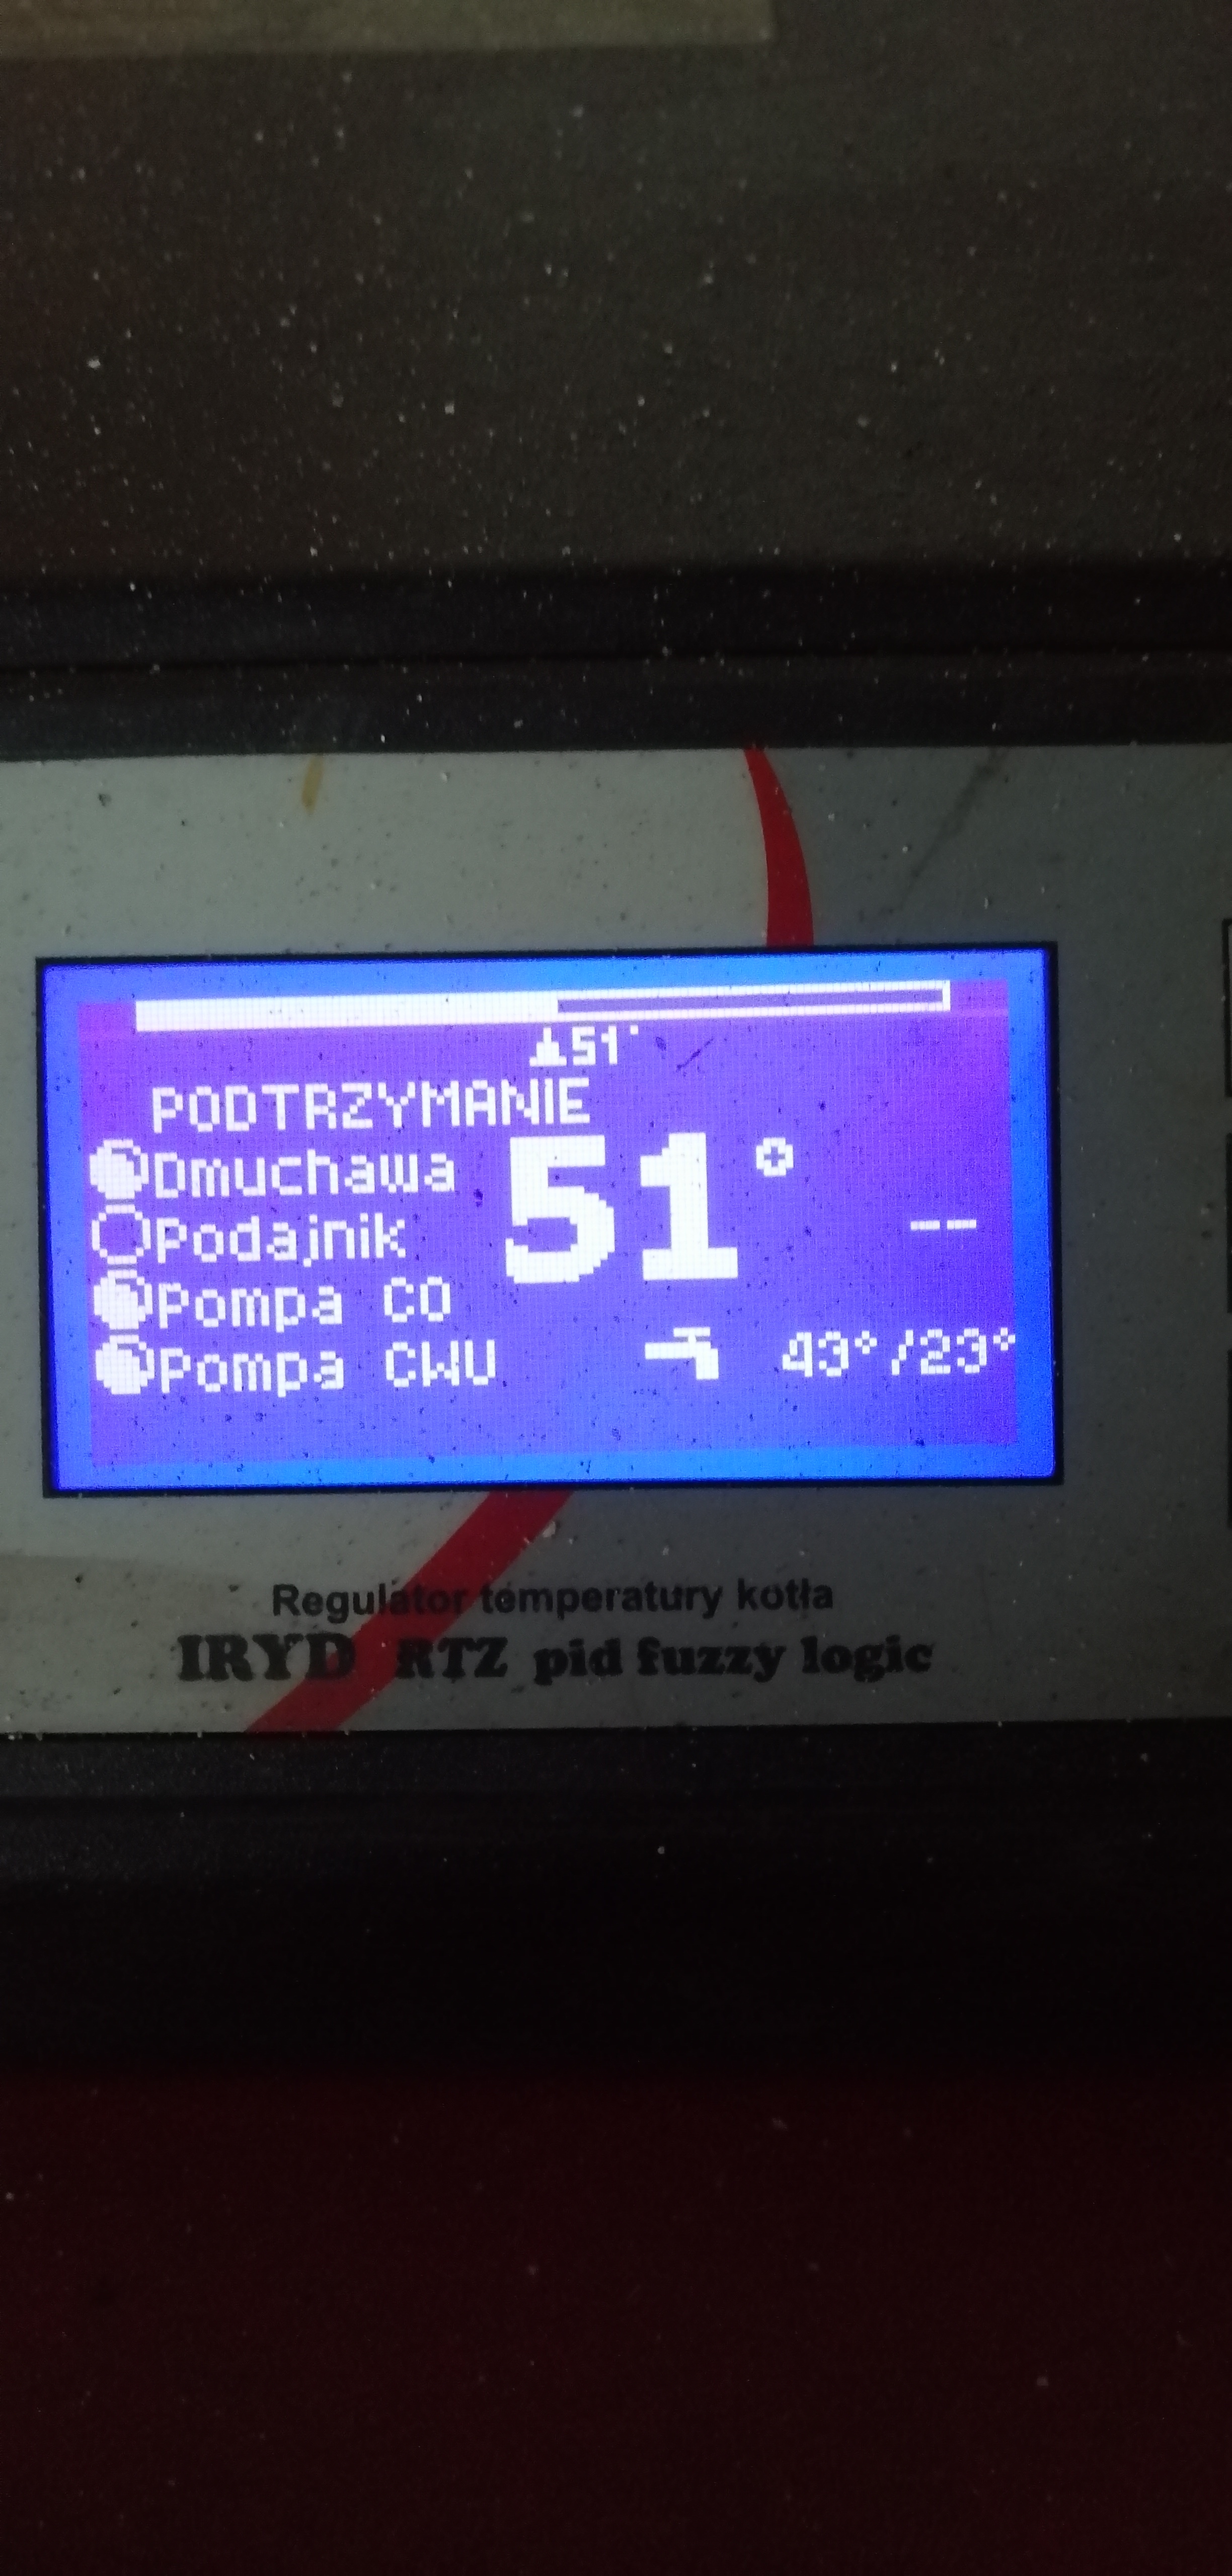 51°
PODTRZYMANIE
Dmuchawa
51°
Podajnik
--
Pompa CO
Pompa CWU 43°/23°
Regulator temperatury kotła
IRYD RTZ pid fuzzy logic